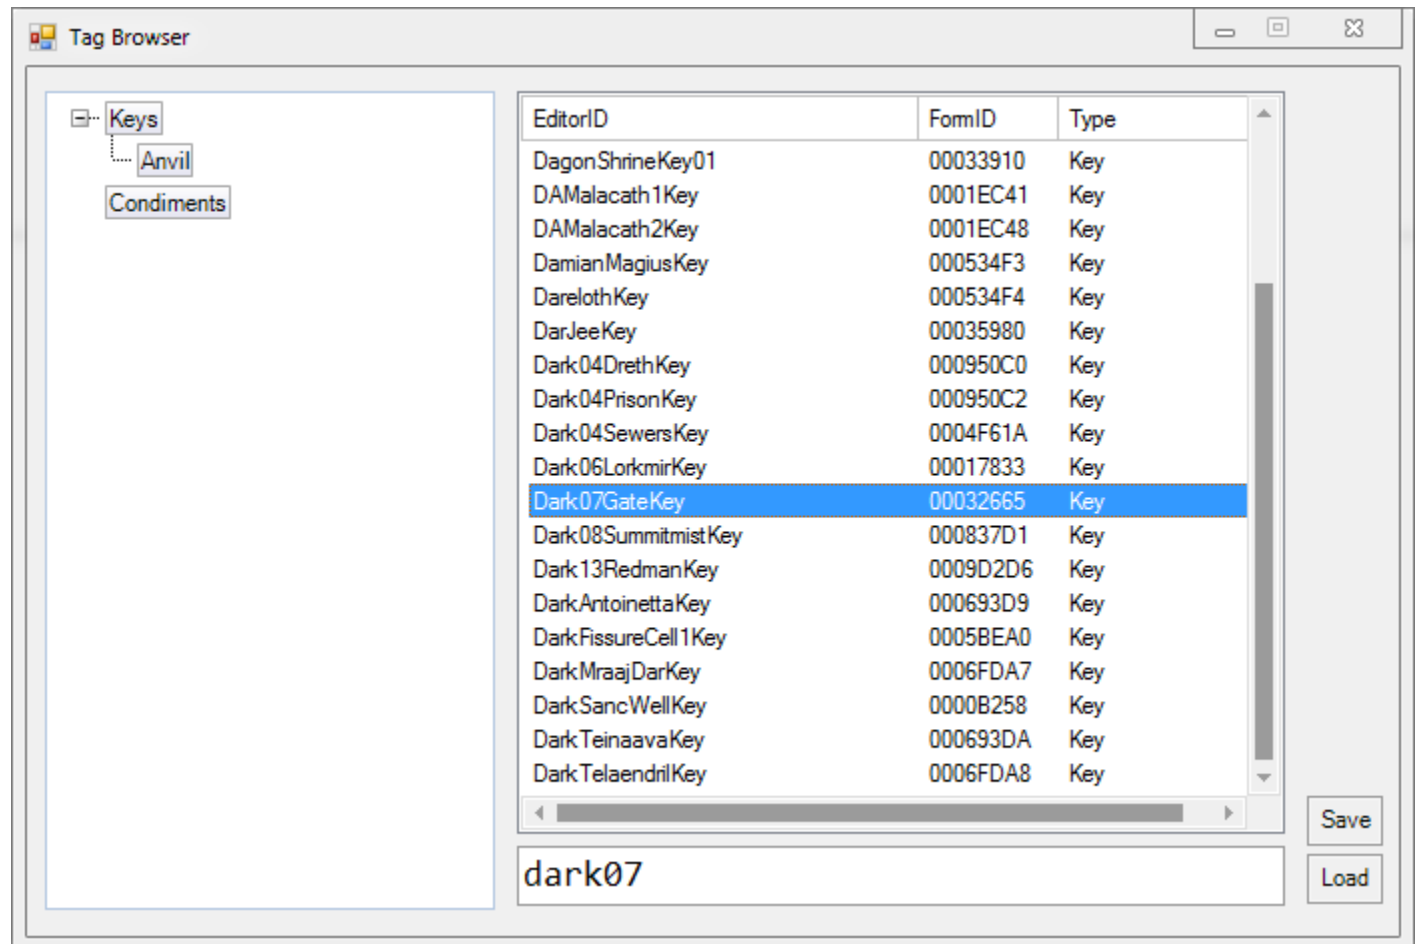 Tag Browser
Keys
Anvil
Condiments
EditorID FormID Type
DagonShrineKey01 00033910 Key
DAMalacath1Key 0001EC41 Key
DAMalacath2Key 0001EC48 Key
DamianMagiusKey 000534F3 Key
DarelothKey 000534F4 Key
DarJeeKey 00035980 Key
Dark04DrethKey 000950C0 Key
Dark04PrisonKey 000950C2 Key
Dark04SewersKey 0004F61A Key
Dark06LorkmirKey 00017833 Key
Dark07GateKey 00032665 Key
Dark08SummitmistKey 000837D1 Key
Dark13RedmanKey 0009D2D6 Key
DarkAntoinettaKey 000693D9 Key
DarkFissureCell1Key 0005BEA0 Key
DarkMraajDarKey 0006FDA7 Key
DarkSancWellKey 0000B258 Key
DarkTeinaavaKey 000693DA Key
DarkTelaendrilKey 0006FDA8 Key
dark07
Save
Load